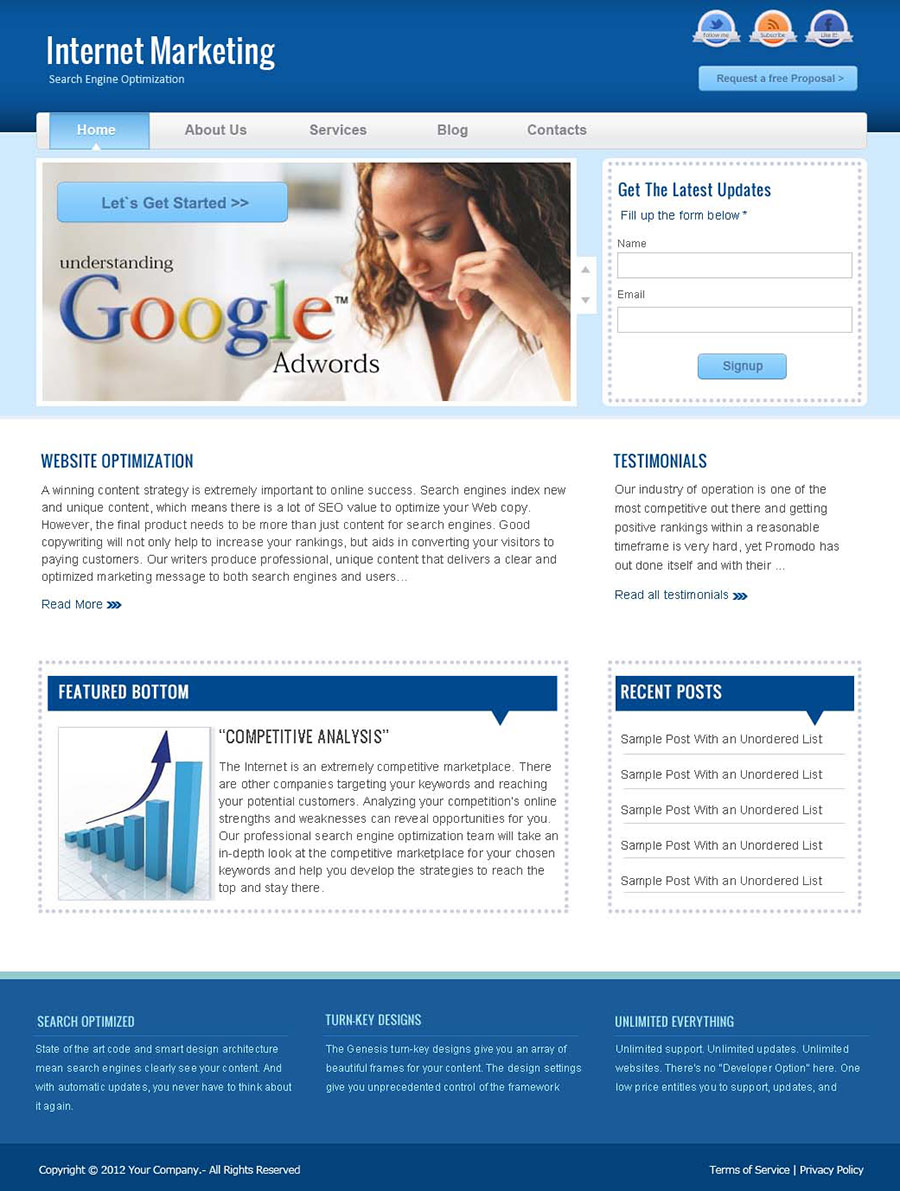 Internet Marketing
Search Engine Optimization
Follow me
Subscribe
Like It!
Request a free Proposal >
Home
About Us
Services
Blog
Contacts
Let`s Get Started >>
understanding
Google™
Adwords
Get The Latest Updates
Fill up the form below *
Name
Email
Signup
WEBSITE OPTIMIZATION
A winning content strategy is extremely important to online success. Search engines index new
and unique content, which means there is a lot of SEO value to optimize your Web copy.
However, the final product needs to be more than just content for search engines. Good
copywriting will not only help to increase your rankings, but aids in converting your visitors to
paying customers. Our writers produce professional, unique content that delivers a clear and
optimized marketing message to both search engines and users...
Read More
TESTIMONIALS
Our industry of operation is one of the
most competitive out there and getting
positive rankings within a reasonable
timeframe is very hard, yet Promodo has
out done itself and with their ...
Read all testimonials
FEATURED BOTTOM
"COMPETITIVE ANALYSIS"
The Internet is an extremely competitive marketplace. There
are other companies targeting your keywords and reaching
your potential customers. Analyzing your competition's online
strengths and weaknesses can reveal opportunities for you.
Our professional search engine optimization team will take an
in-depth look at the competitive marketplace for your chosen
keywords and help you develop the strategies to reach the
top and stay there.
RECENT POSTS
Sample Post With an Unordered List
Sample Post With an Unordered List
Sample Post With an Unordered List
Sample Post With an Unordered List
Sample Post With an Unordered List
SEARCH OPTIMIZED
State of the art code and smart design architecture
mean search engines clearly see your content. And
with automatic updates, you never have to think about
it again.
TURN-KEY DESIGNS
The Genesis turn-key designs give you an array of
beautiful frames for your content. The design settings
give you unprecedented control of the framework
UNLIMITED EVERYTHING
Unlimited support. Unlimited updates. Unlimited
websites. There's no "Developer Option" here. One
low price entitles you to support, updates, and
Copyright © 2012 Your Company.- All Rights Reserved
Terms of Service | Privacy Policy